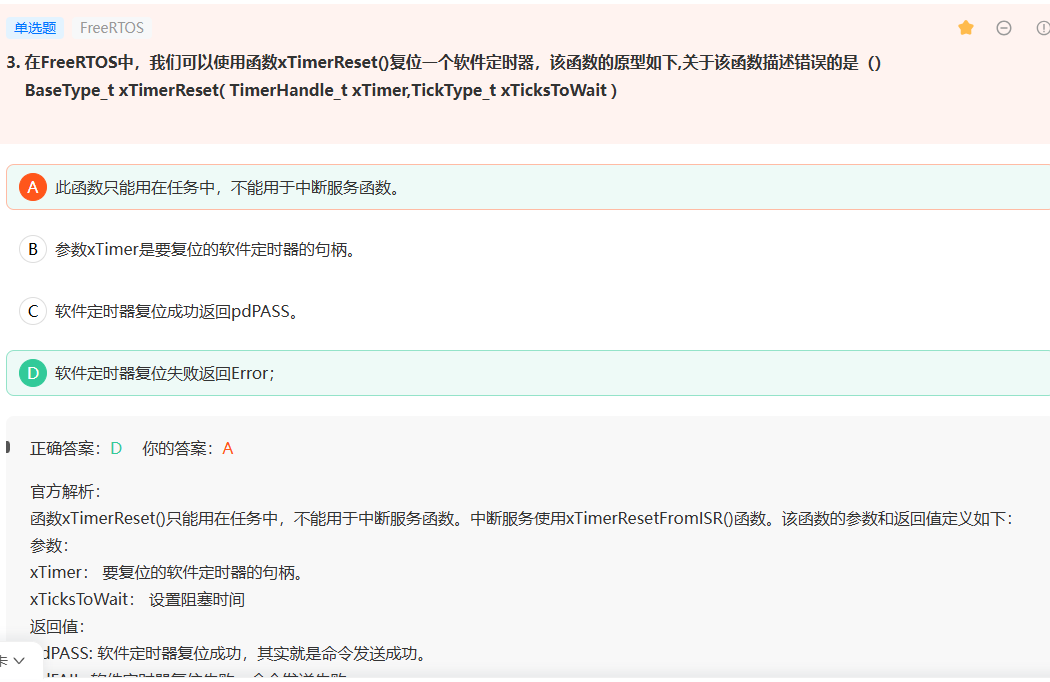 单选题 FreeRTOS
3. 在FreeRTOS中，我们可以使用函数xTimerReset()复位一个软件定时器，该函数的原型如下,关于该函数描述错误的是（）
BaseType_t xTimerReset( TimerHandle_t xTimer,TickType_t xTicksToWait )
A 此函数只能用在任务中，不能用于中断服务函数。
B 参数xTimer是要复位的软件定时器的句柄。
C 软件定时器复位成功返回pdPASS。
D 软件定时器复位失败返回Error；
正确答案：D 你的答案：A
官方解析：
函数xTimerReset()只能用在任务中，不能用于中断服务函数。中断服务使用xTimerResetFromISR()函数。该函数的参数和返回值定义如下：
参数：
xTimer： 要复位的软件定时器的句柄。
xTicksToWait： 设置阻塞时间
返回值：
dPASS: 软件定时器复位成功，其实就是命令发送成功。